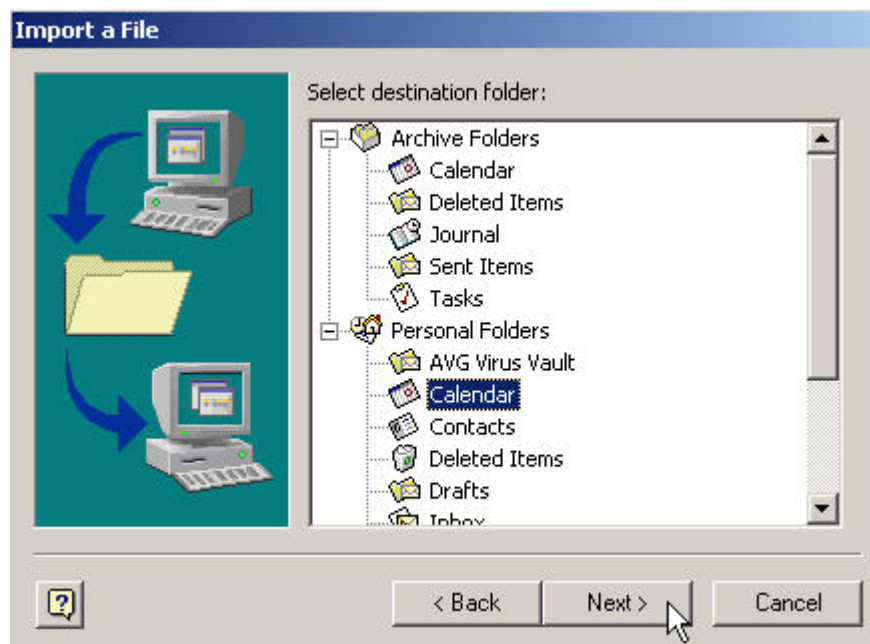 Import a File
Select destination folder:
Archive Folders
Calendar
Deleted Items
Journal
Sent Items
Tasks
Personal Folders
AVG Virus Vault
Calendar
Contacts
Deleted Items
Drafts
Inbox
?
< Back
Next >
Cancel